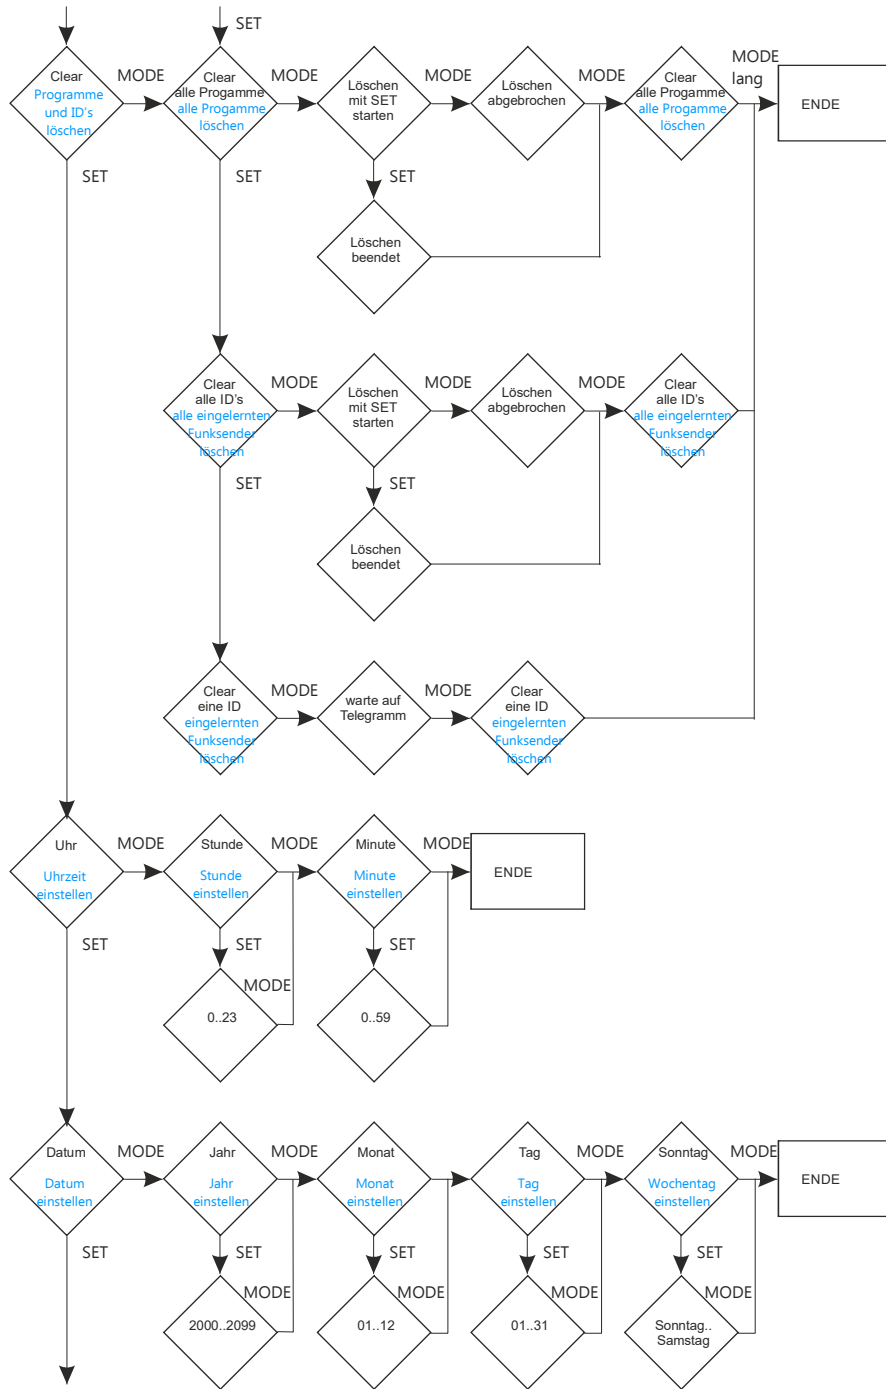 SET
Clear
Programme
und ID's
löschen
MODE
Clear
alle Progamme
alle Progamme
löschen
MODE
Löschen
mit SET
starten
MODE
Löschen
abgebrochen
MODE
Clear
alle Progamme
alle Progamme
löschen
MODE
lang
ENDE
SET
SET
SET
Löschen
beendet
Clear
alle ID's
alle eingelernten
Funksender
löschen
MODE
Löschen
mit SET
starten
MODE
Löschen
abgebrochen
MODE
Clear
alle ID's
alle eingelernten
Funksender
löschen
SET
SET
Löschen
beendet
Clear
eine ID
eingelernten
Funksender
löschen
MODE
warte auf
Telegramm
MODE
Clear
eine ID
eingelernten
Funksender
löschen
Uhr
Uhrzeit
einstellen
MODE
Stunde
Stunde
einstellen
MODE
Minute
Minute
einstellen
MODE
ENDE
SET
SET
SET
MODE
0..23
0..59
Datum
Datum
einstellen
MODE
Jahr
Jahr
einstellen
MODE
Monat
Monat
einstellen
Tag
Tag
einstellen
MODE
Sonntag
Wochentag
einstellen
MODE
ENDE
SET
SET
SET
SET
SET
MODE
MODE
MODE
MODE
2000..2099
01..12
01..31
Sonntag..
Samstag